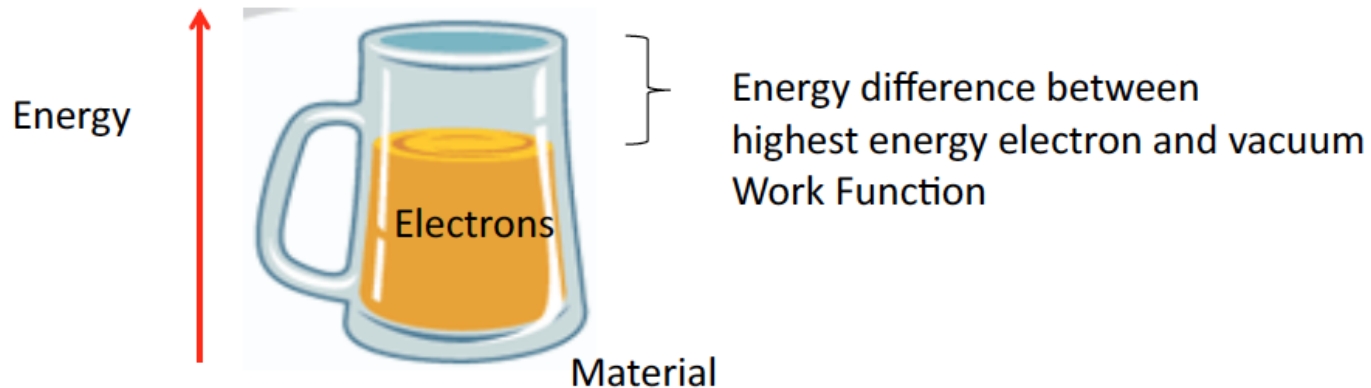 Energy
Energy difference between
highest energy electron and vacuum
Work Function
Electrons
Material